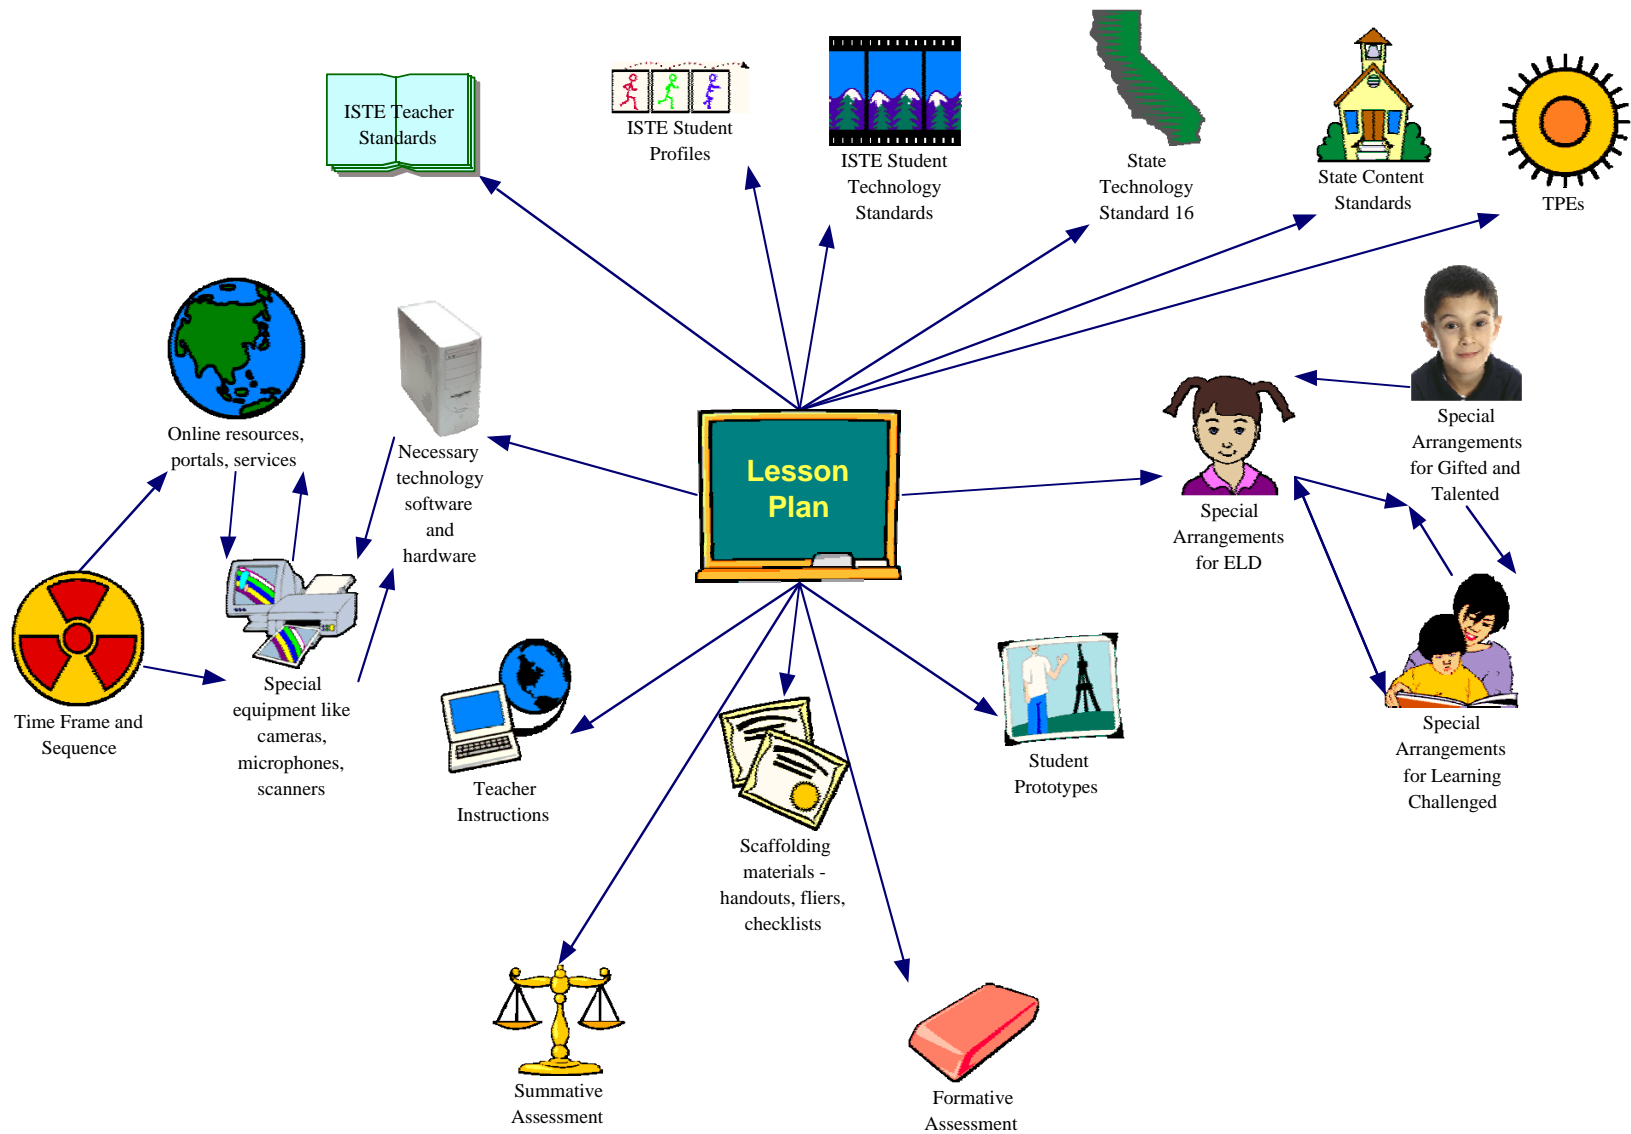 ISTE Teacher
Standards
ISTE Student
Profiles
ISTE Student
Technology
Standards
State
Technology
Standard 16
State Content
Standards
TPEs
Online resources,
portals, services
Necessary
technology
software
and
hardware
Lesson
Plan
Special
Arrangements
for ELD
Special
Arrangements
for Gifted and
Talented
Time Frame and
Sequence
Special
equipment like
cameras,
microphones,
scanners
Teacher
Instructions
Scaffolding
materials -
handouts, fliers,
checklists
Student
Prototypes
Special
Arrangements
for Learning
Challenged
Summative
Assessment
Formative
Assessment